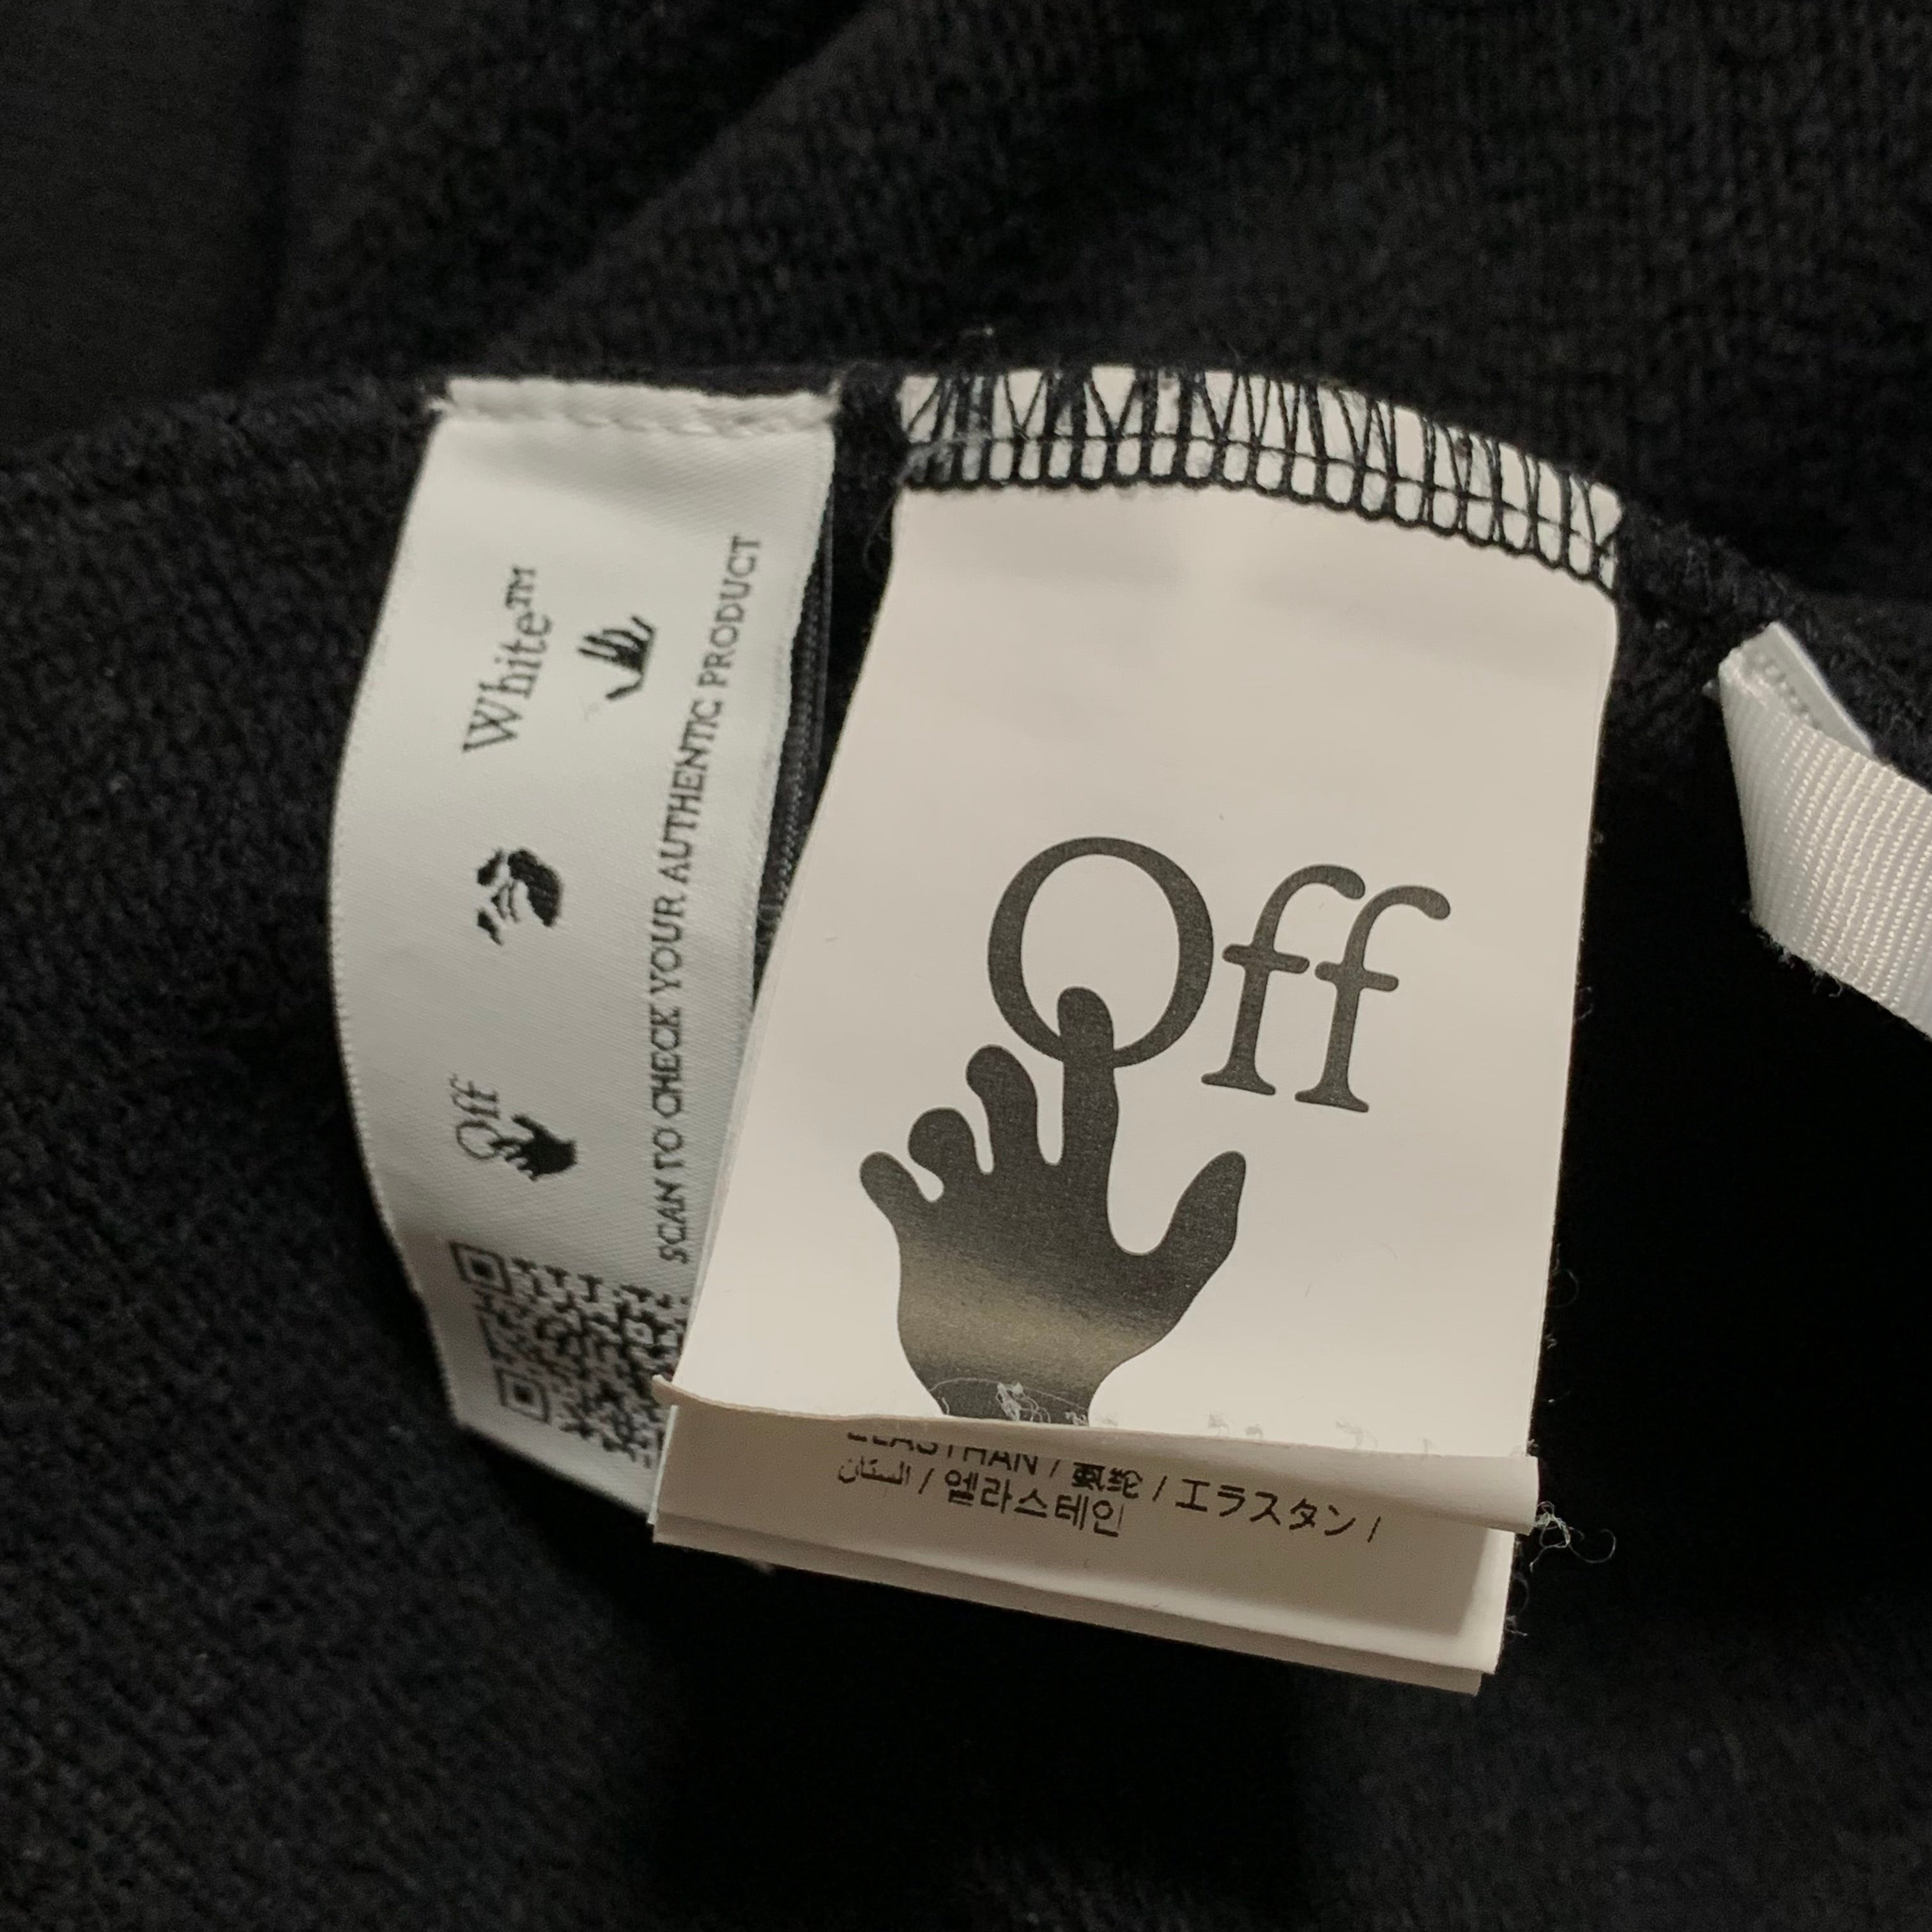 Off White™
SCAN TO CHECK YOUR AUTHENTIC PRODUCT
Off
ELASTHAN / 氨纶 / エラスタン /
الستان / 엘라스테인